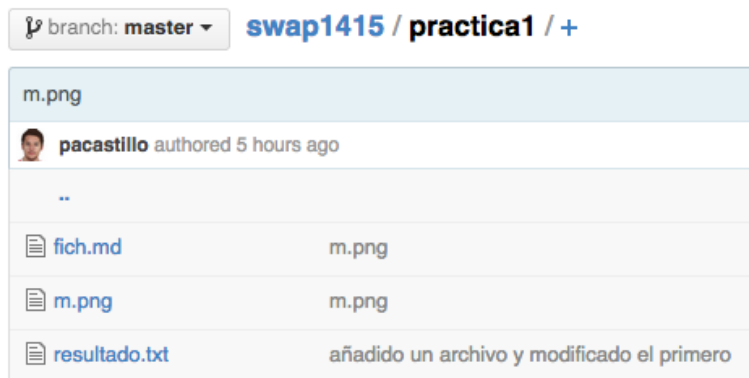 branch: master swap1415 / practica1 / +
m.png
pacastillo authored 5 hours ago
..
fich.md m.png
m.png m.png
resultado.txt añadido un archivo y modificado el primero